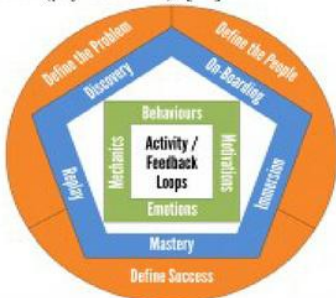 Define the Problem
Define the People
Discovery
On-Boarding
Behaviours
Mechanics
Activity /
Feedback
Loops
Motivations
Replay
Immersion
Emotions
Mastery
Define Success